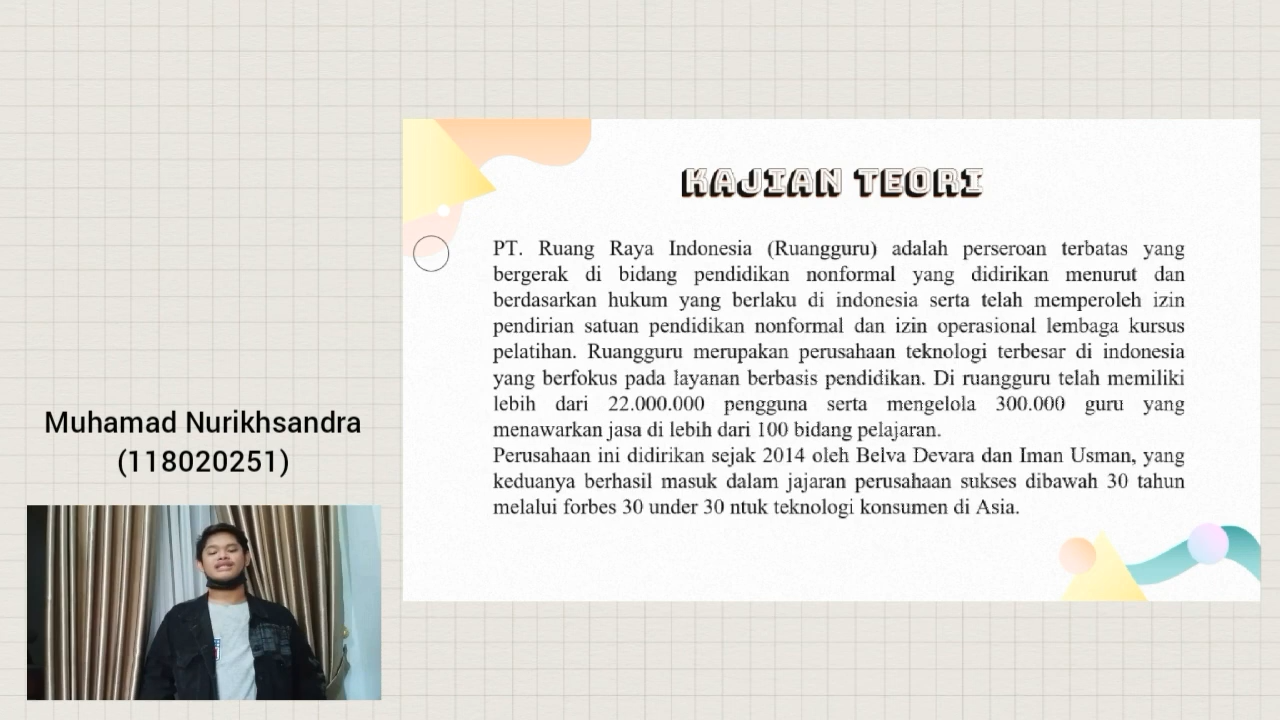 KAJIAN TEORI
PT. Ruang Raya Indonesia (Ruangguru) adalah perseroan terbatas yang
bergerak di bidang pendidikan nonformal yang didirikan menurut dan
berdasarkan hukum yang berlaku di indonesia serta telah memperoleh izin
pendirian satuan pendidikan nonformal dan izin operasional lembaga kursus
pelatihan. Ruangguru merupakan perusahaan teknologi terbesar di indonesia
yang berfokus pada layanan berbasis pendidikan. Di ruangguru telah memiliki
lebih dari 22.000.000 pengguna serta mengelola 300.000 guru yang
menawarkan jasa di lebih dari 100 bidang pelajaran.
Perusahaan ini didirikan sejak 2014 oleh Belva Devara dan Iman Usman, yang
keduanya berhasil masuk dalam jajaran perusahaan sukses dibawah 30 tahun
melalui forbes 30 under 30 ntuk teknologi konsumen di Asia.
Muhamad Nurikhsandra
(118020251)